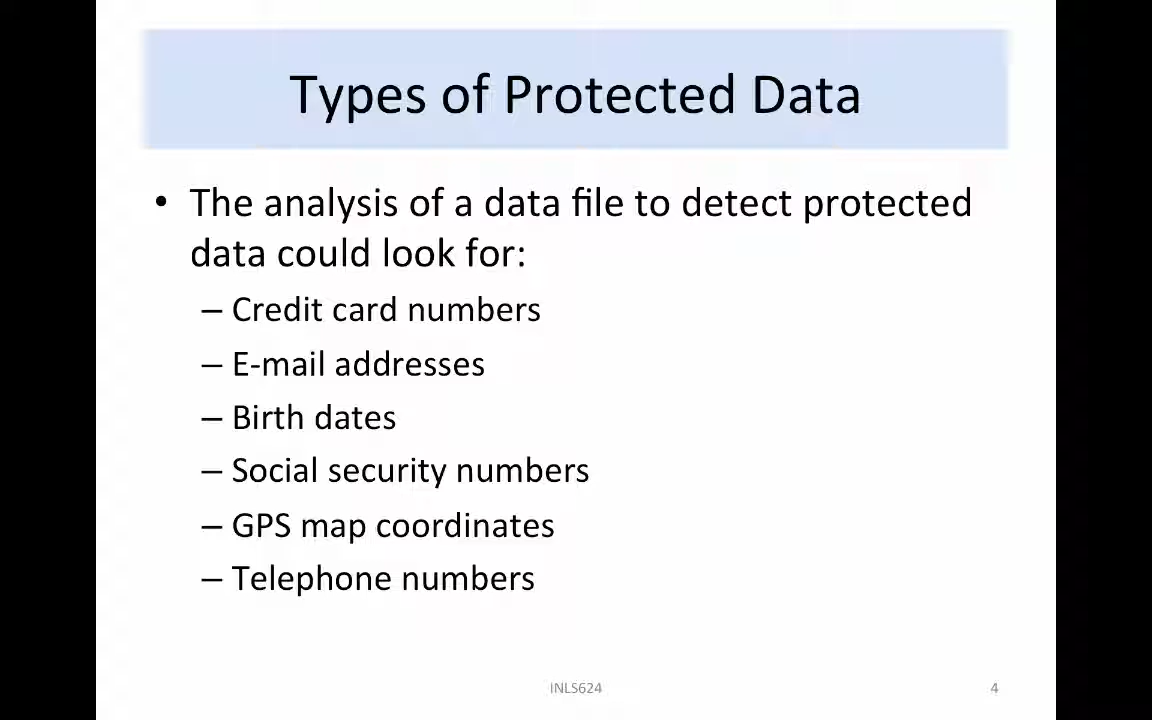 Types of Protected Data
• The analysis of a data file to detect protected
data could look for:
– Credit card numbers
– E-mail addresses
– Birth dates
– Social security numbers
– GPS map coordinates
– Telephone numbers
INLS624
4